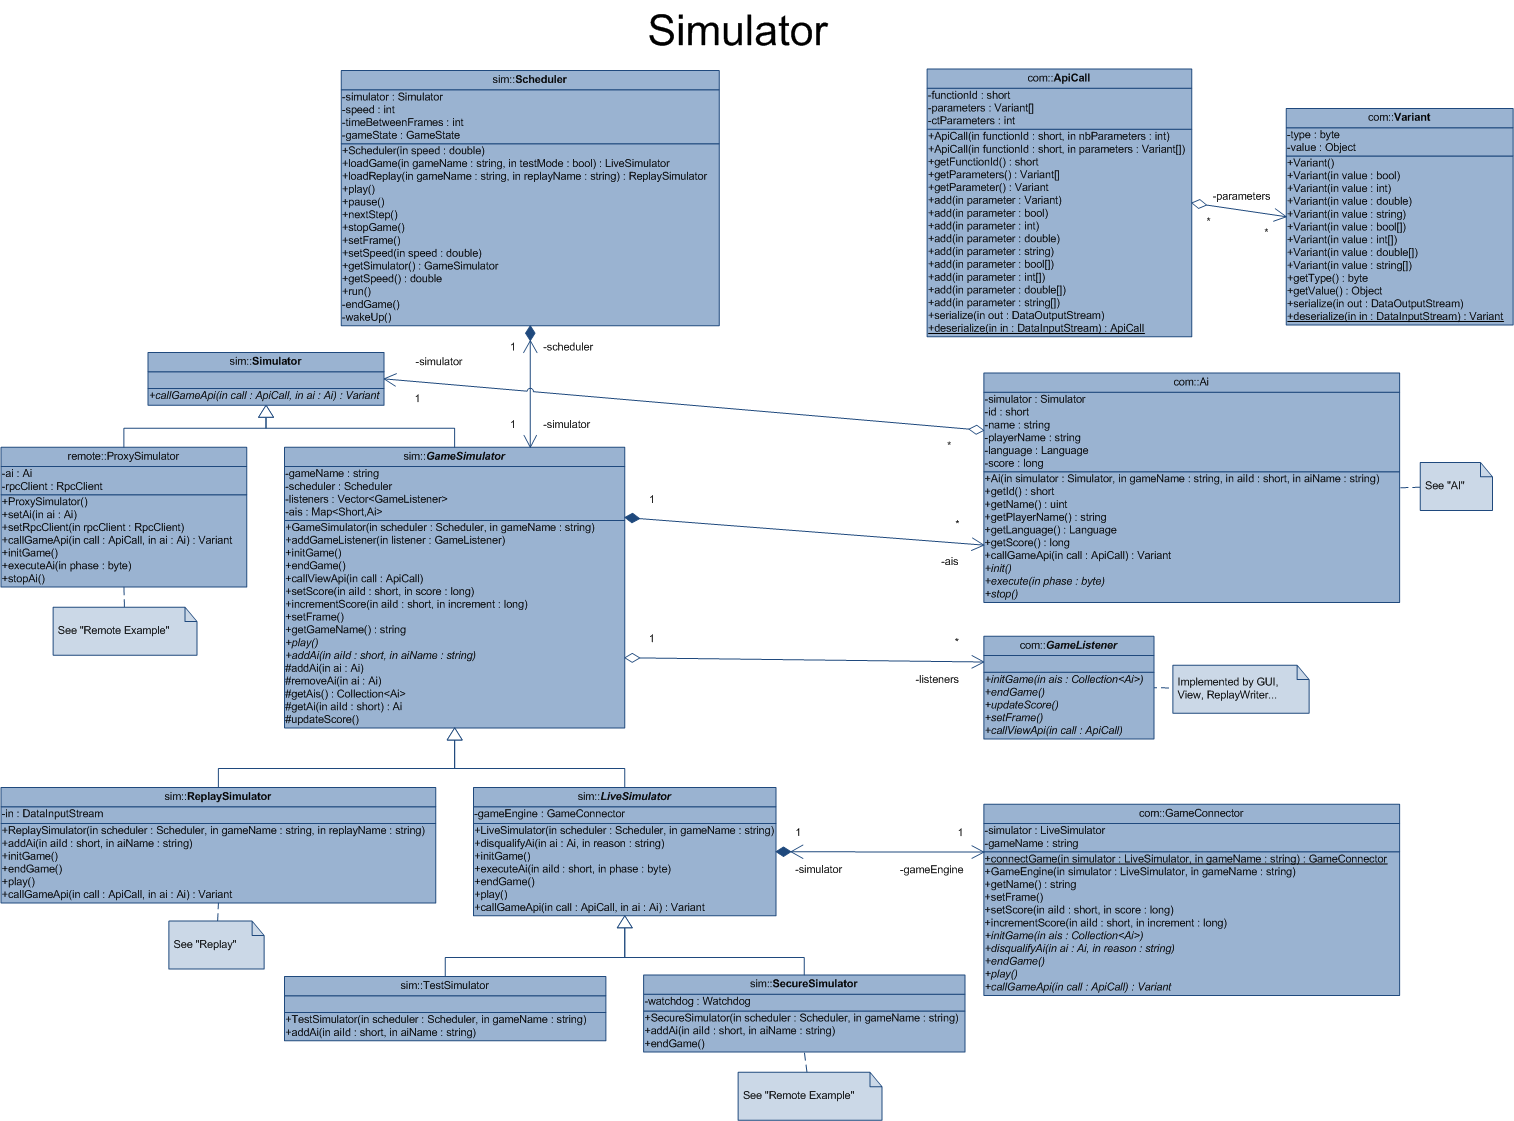 Simulator
sim::Scheduler
-simulator : Simulator
-speed : int
-timeBetweenFrames : int
-gameState : GameState
+Scheduler(in speed : double)
+loadGame(in gameName : string, in testMode : bool) : LiveSimulator
+loadReplay(in gameName : string, in replayName : string) : ReplaySimulator
+play()
+pause()
+nextStep()
+stopGame()
+setFrame()
+setSpeed(in speed : double)
+getSimulator() : GameSimulator
+getSpeed() : double
+run()
-endGame()
-wakeUp()
com::ApiCall
-functionId : short
-parameters : Variant[]
-ctParameters : int
+ApiCall(in functionId : short, in nbParameters : int)
+ApiCall(in functionId : short, in parameters : Variant[])
+getFunctionId() : short
+getParameters() : Variant[]
+getParameter() : Variant
+add(in parameter : Variant)
+add(in parameter : bool)
+add(in parameter : int)
+add(in parameter : double)
+add(in parameter : string)
+add(in parameter : bool[])
+add(in parameter : int[])
+add(in parameter : double[])
+add(in parameter : string[])
+serialize(in out : DataOutputStream)
+deserialize(in in : DataInputStream) : ApiCall
-parameters
*
*
com::Variant
-type : byte
-value : Object
+Variant()
+Variant(in value : bool)
+Variant(in value : int)
+Variant(in value : double)
+Variant(in value : string)
+Variant(in value : bool[])
+Variant(in value : int[])
+Variant(in value : double[])
+Variant(in value : string[])
+getType() : byte
+getValue() : Object
+serialize(in out : DataOutputStream)
+deserialize(in in : DataInputStream) : Variant
1
-scheduler
1
-simulator
sim::Simulator
+callGameApi(in call : ApiCall, in ai : Ai) : Variant
-simulator
1
*
com::Ai
-simulator : Simulator
-id : short
-name : string
-playerName : string
-language : Language
-score : long
+Ai(in simulator : Simulator, in gameName : string, in aiId : short, in aiName : string)
+getId() : short
+getName() : uint
+getPlayerName() : string
+getLanguage() : Language
+getScore() : long
+callGameApi(in call : ApiCall) : Variant
+init()
+execute(in phase : byte)
+stop()
See "AI"
remote::ProxySimulator
-ai : Ai
-rpcClient : RpcClient
+ProxySimulator()
+setAi(in ai : Ai)
+setRpcClient(in rpcClient : RpcClient)
+callGameApi(in call : ApiCall, in ai : Ai) : Variant
+initGame()
+executeAi(in phase : byte)
+stopAi()
See "Remote Example"
sim::GameSimulator
-gameName : string
-scheduler : Scheduler
-listeners : Vector<GameListener>
-ais : Map<Short,Ai>
+GameSimulator(in scheduler : Scheduler, in gameName : string)
+addGameListener(in listener : GameListener)
+initGame()
+endGame()
+callViewApi(in call : ApiCall)
+setScore(in aiId : short, in score : long)
+incrementScore(in aiId : short, in increment : long)
+setFrame()
+getGameName() : string
+play()
+addAi(in aiId : short, in aiName : string)
#addAi(in ai : Ai)
#removeAi(in ai : Ai)
#getAis() : Collection<Ai>
#getAi(in aiId : short) : Ai
#updateScore()
1
*
-ais
1
*
-listeners
com::GameListener
+initGame(in ais : Collection<Ai>)
+endGame()
+updateScore()
+setFrame()
+callViewApi(in call : ApiCall)
Implemented by GUI,
View, ReplayWriter...
sim::ReplaySimulator
-in : DataInputStream
+ReplaySimulator(in scheduler : Scheduler, in gameName : string, in replayName : string)
+addAi(in aiId : short, in aiName : string)
+initGame()
+endGame()
+play()
+callGameApi(in call : ApiCall, in ai : Ai) : Variant
See "Replay"
sim::LiveSimulator
-gameEngine : GameConnector
+LiveSimulator(in scheduler : Scheduler, in gameName : string)
+disqualifyAi(in ai : Ai, in reason : string)
+initGame()
+executeAi(in aiId : short, in phase : byte)
+endGame()
+play()
+callGameApi(in call : ApiCall, in ai : Ai) : Variant
1
-simulator
1
-gameEngine
com::GameConnector
-simulator : LiveSimulator
-gameName : string
+connectGame(in simulator : LiveSimulator, in gameName : string) : GameConnector
+GameEngine(in simulator : LiveSimulator, in gameName : string)
+getName() : string
+setFrame()
+setScore(in aiId : short, in score : long)
+incrementScore(in aiId : short, in increment : long)
+initGame(in ais : Collection<Ai>)
+disqualifyAi(in ai : Ai, in reason : string)
+endGame()
+play()
+callGameApi(in call : ApiCall) : Variant
sim::TestSimulator
+TestSimulator(in scheduler : Scheduler, in gameName : string)
+addAi(in aiId : short, in aiName : string)
sim::SecureSimulator
-watchdog : Watchdog
+SecureSimulator(in scheduler : Scheduler, in gameName : string)
+addAi(in aiId : short, in aiName : string)
+endGame()
See "Remote Example"